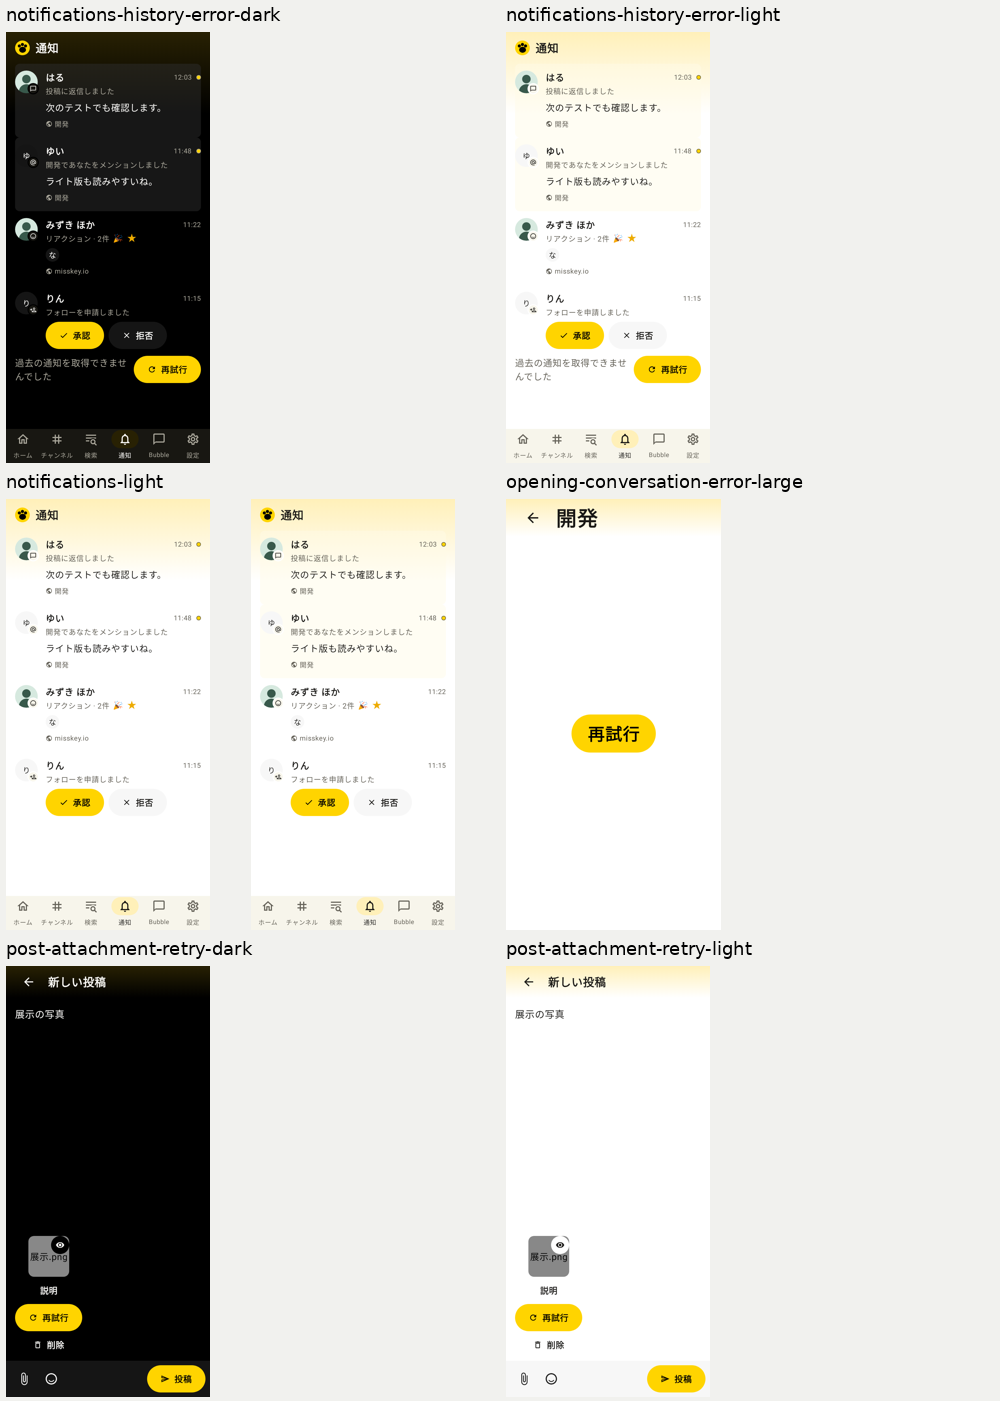 notifications-history-error-dark
通知
はる 12:03
投稿に返信しました
次のテストでも確認します。
開発
ゆ
ゆい 11:48
開発であなたをメンションしました
ライト版も読みやすいね。
開発
みずき ほか 11:22
リアクション · 2件
な
misskey.io
り
りん 11:15
フォローを申請しました
承認 拒否
過去の通知を取得できませ
んでした
再試行
ホーム チャンネル 検索 通知 Bubble 設定
notifications-history-error-light
通知
はる 12:03
投稿に返信しました
次のテストでも確認します。
開発
ゆ
ゆい 11:48
開発であなたをメンションしました
ライト版も読みやすいね。
開発
みずき ほか 11:22
リアクション · 2件
な
misskey.io
り
りん 11:15
フォローを申請しました
承認 拒否
過去の通知を取得できませ
んでした
再試行
ホーム チャンネル 検索 通知 Bubble 設定
notifications-light
通知
はる 12:03
投稿に返信しました
次のテストでも確認します。
開発
ゆ
ゆい 11:48
開発であなたをメンションしました
ライト版も読みやすいね。
開発
みずき ほか 11:22
リアクション · 2件
な
misskey.io
り
りん 11:15
フォローを申請しました
承認 拒否
ホーム チャンネル 検索 通知 Bubble 設定
通知
はる 12:03
投稿に返信しました
次のテストでも確認します。
開発
ゆ
ゆい 11:48
開発であなたをメンションしました
ライト版も読みやすいね。
開発
みずき ほか 11:22
リアクション · 2件
な
misskey.io
り
りん 11:15
フォローを申請しました
承認 拒否
ホーム チャンネル 検索 通知 Bubble 設定
opening-conversation-error-large
開発
再試行
post-attachment-retry-dark
新しい投稿
展示の写真
展示.png
説明
再試行
削除
投稿
post-attachment-retry-light
新しい投稿
展示の写真
展示.png
説明
再試行
削除
投稿